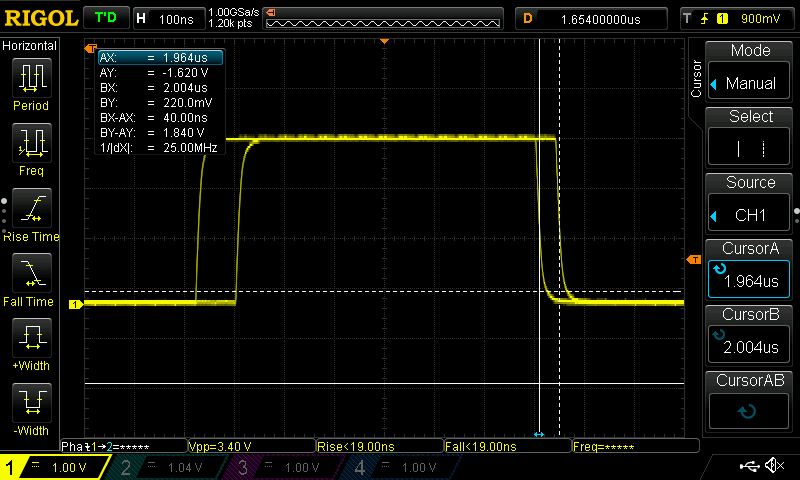 RIGOL T'D H 100ns 1.00GSa/s 1.20k pts D 1.65400000us T 1 900mV
Horizontal
Period
Freq
Rise Time
Fall Time
+Width
-Width
T
AX: = 1.964us
AY: = -1.620 V
BX: = 2.004us
BY: = 220.0mV
BX-AX: = 40.00ns
BY-AY: = 1.840 V
1/|dX|: = 25.00MHz
1
T
Cursor
Mode
Manual
Select
Source
CH1
CursorA
1.964us
CursorB
2.004us
CursorAB
Pha1→2=***** Vpp=3.40 V Rise<19.00ns Fall<19.00ns Freq=*****
1 = 1.00 V 2 = 1.04 V 3 = 1.00 V 4 = 1.00 V